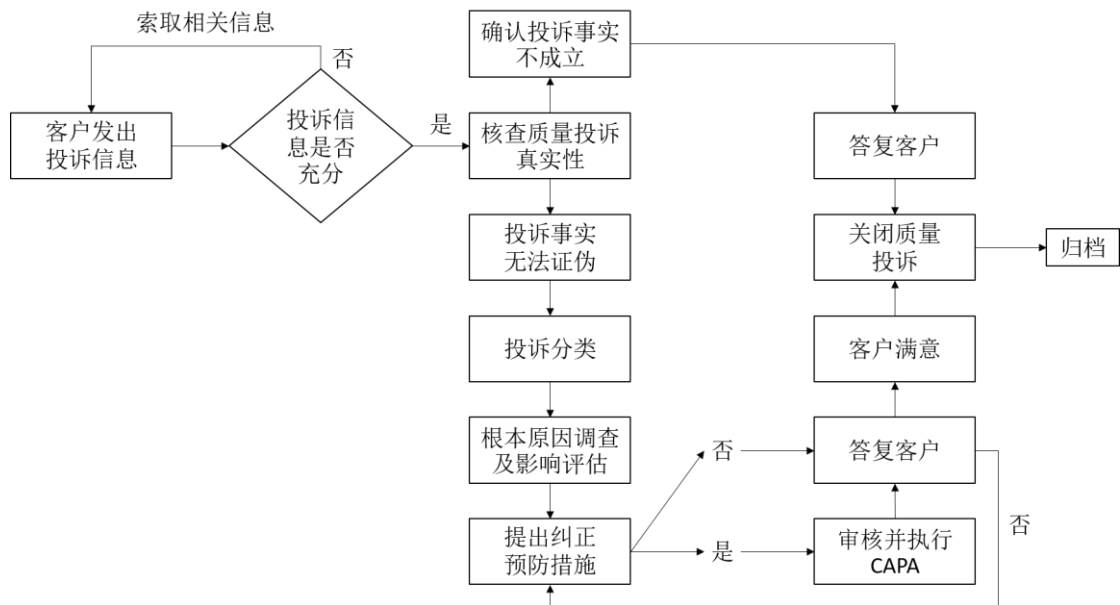 索取相关信息
否
客户发出
投诉信息
投诉信
息是否
充分
是
确认投诉事实
不成立
核查质量投诉
真实性
投诉事实
无法证伪
投诉分类
根本原因调查
及影响评估
提出纠正
预防措施
否
是
答复客户
关闭质量
投诉
归档
客户满意
答复客户
审核并执行
CAPA
否